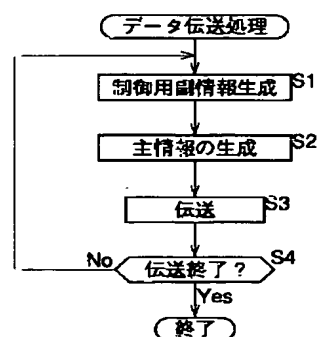 データ伝送処理
制御用副情報生成 S1
主情報の生成 S2
伝送 S3
伝送終了? S4
No
Yes
終了